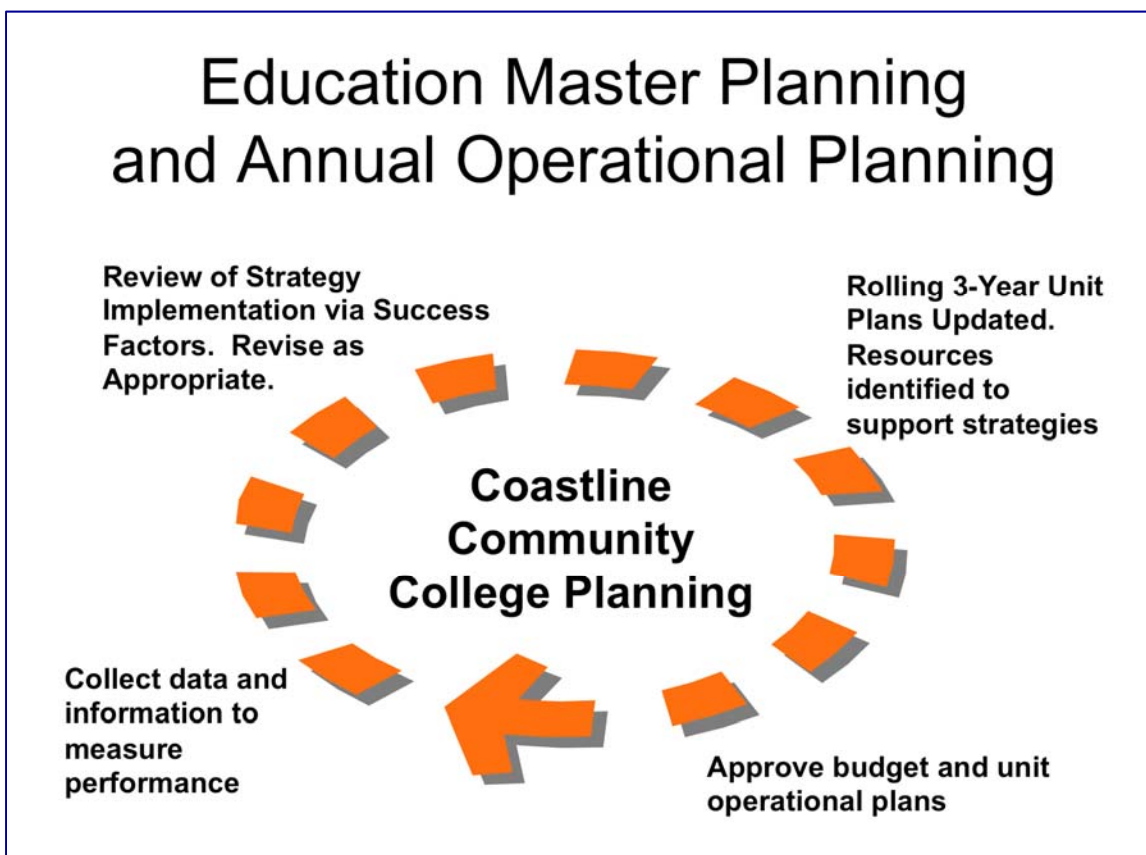 Education Master Planning
and Annual Operational Planning
Review of Strategy
Implementation via Success
Factors.  Revise as
Appropriate.
Rolling 3-Year Unit
Plans Updated.
Resources
identified to
support strategies
Coastline
Community
College Planning
Collect data and
information to
measure
performance
Approve budget and unit
operational plans